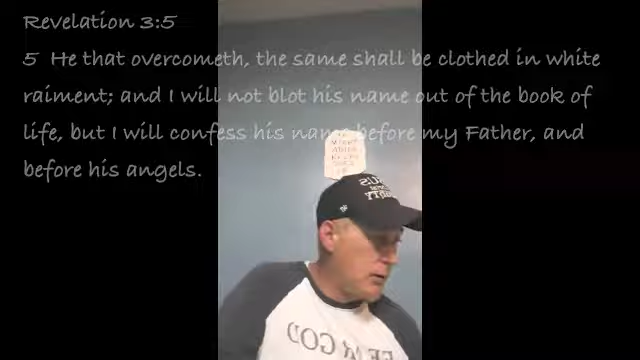 Revelation 3:5
5 He that overcometh, the same shall be clothed in white
raiment; and I will not blot his name out of the book of
life, but I will confess his name before my Father, and
before his angels.
FEAR GOD